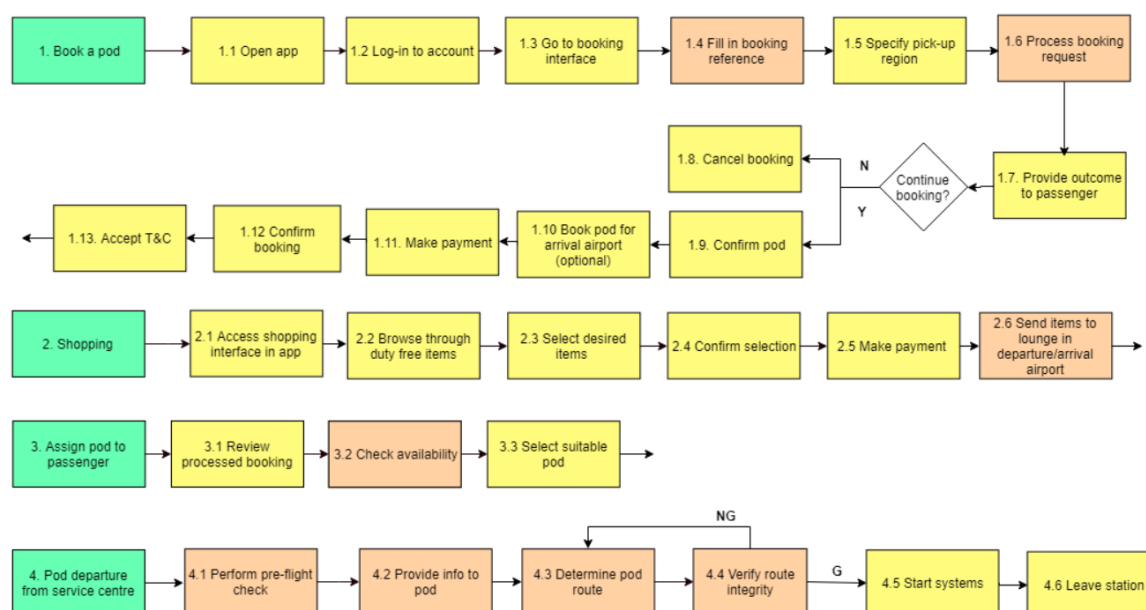 1. Book a pod
1.1 Open app
1.2 Log-in to account
1.3 Go to booking
interface
1.4 Fill in booking
reference
1.5 Specify pick-up
region
1.6 Process booking
request
1.7. Provide outcome
to passenger
Continue
booking?
N
Y
1.8. Cancel booking
1.9. Confirm pod
1.10 Book pod for
arrival airport
(optional)
1.11. Make payment
1.12 Confirm
booking
1.13. Accept T&C
2. Shopping
2.1 Access shopping
interface in app
2.2 Browse through
duty free items
2.3 Select desired
items
2.4 Confirm selection
2.5 Make payment
2.6 Send items to
lounge in
departure/arrival
airport
3. Assign pod to
passenger
3.1 Review
processed booking
3.2 Check availability
3.3 Select suitable
pod
4. Pod departure
from service centre
4.1 Perform pre-flight
check
4.2 Provide info to
pod
4.3 Determine pod
route
NG
4.4 Verify route
integrity
G
4.5 Start systems
4.6 Leave station